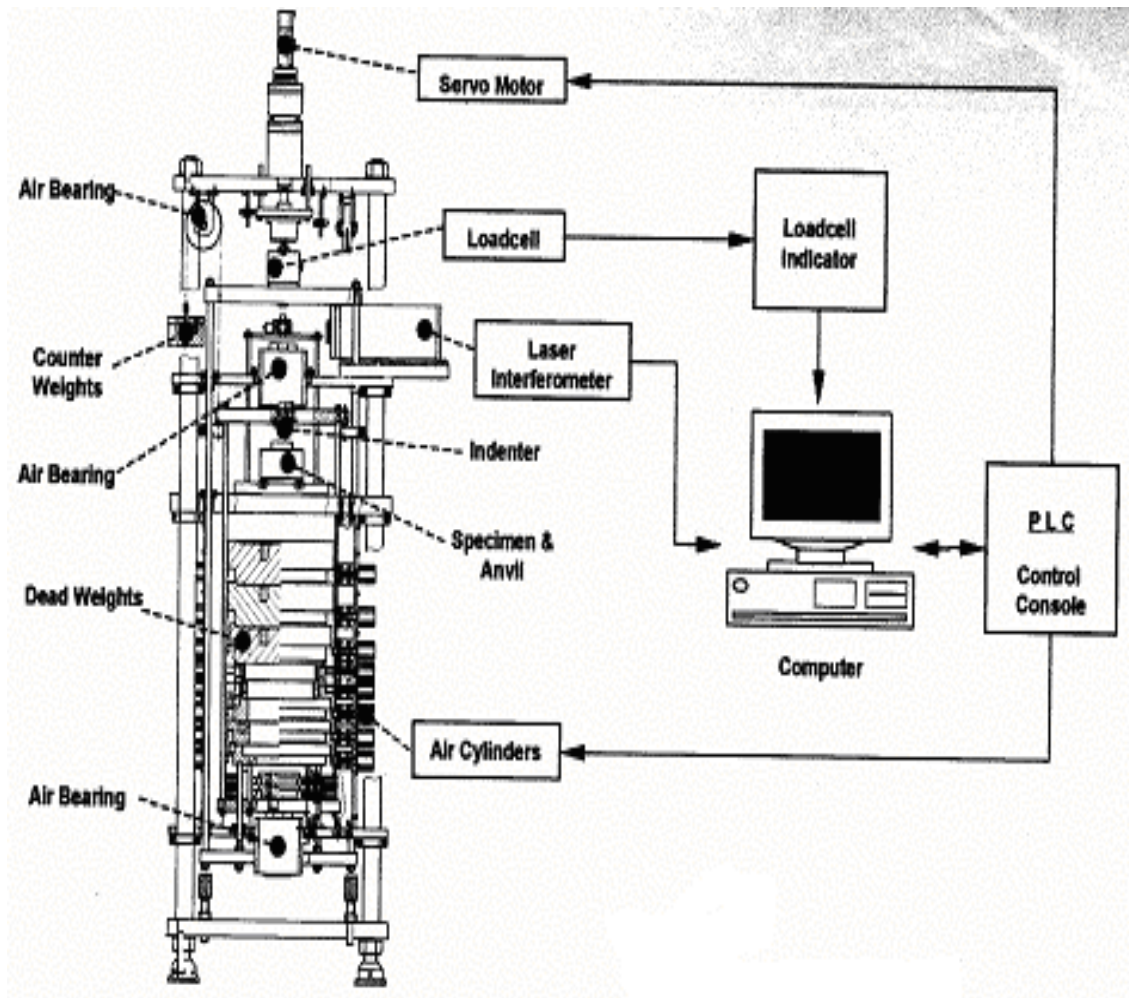 Servo Motor
Air Bearing
Loadcell
Loadcell
Indicator
Counter
Weights
Laser
Interferometer
Air Bearing
Indenter
Specimen &
Anvil
Dead Weights
P L C
Control
Console
Computer
Air Cylinders
Air Bearing